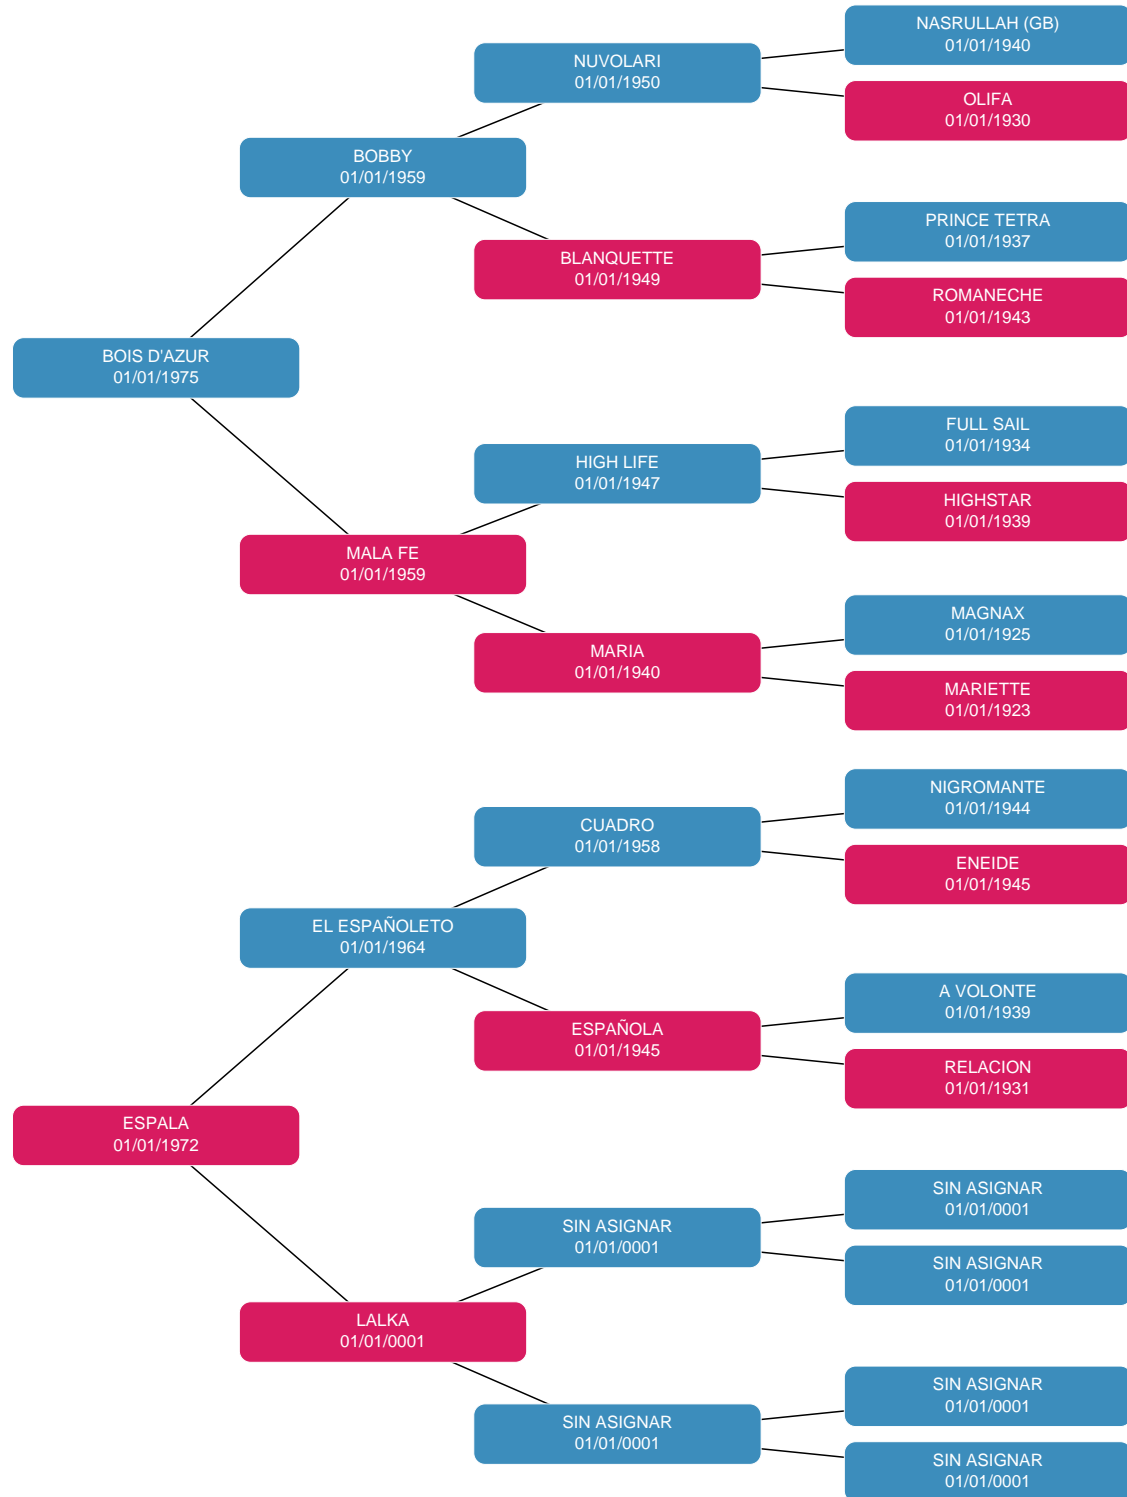 NASRULLAH (GB)
01/01/1940
NUVOLARI
01/01/1950
OLIFA
01/01/1930
BOBBY
01/01/1959
PRINCE TETRA
01/01/1937
BLANQUETTE
01/01/1949
ROMANECHE
01/01/1943
BOIS D'AZUR
01/01/1975
FULL SAIL
01/01/1934
HIGH LIFE
01/01/1947
HIGHSTAR
01/01/1939
MALA FE
01/01/1959
MAGNAX
01/01/1925
MARIA
01/01/1940
MARIETTE
01/01/1923
NIGROMANTE
01/01/1944
CUADRO
01/01/1958
ENEIDE
01/01/1945
EL ESPAÑOLETO
01/01/1964
A VOLONTE
01/01/1939
ESPAÑOLA
01/01/1945
RELACION
01/01/1931
ESPALA
01/01/1972
SIN ASIGNAR
01/01/0001
SIN ASIGNAR
01/01/0001
SIN ASIGNAR
01/01/0001
LALKA
01/01/0001
SIN ASIGNAR
01/01/0001
SIN ASIGNAR
01/01/0001
SIN ASIGNAR
01/01/0001